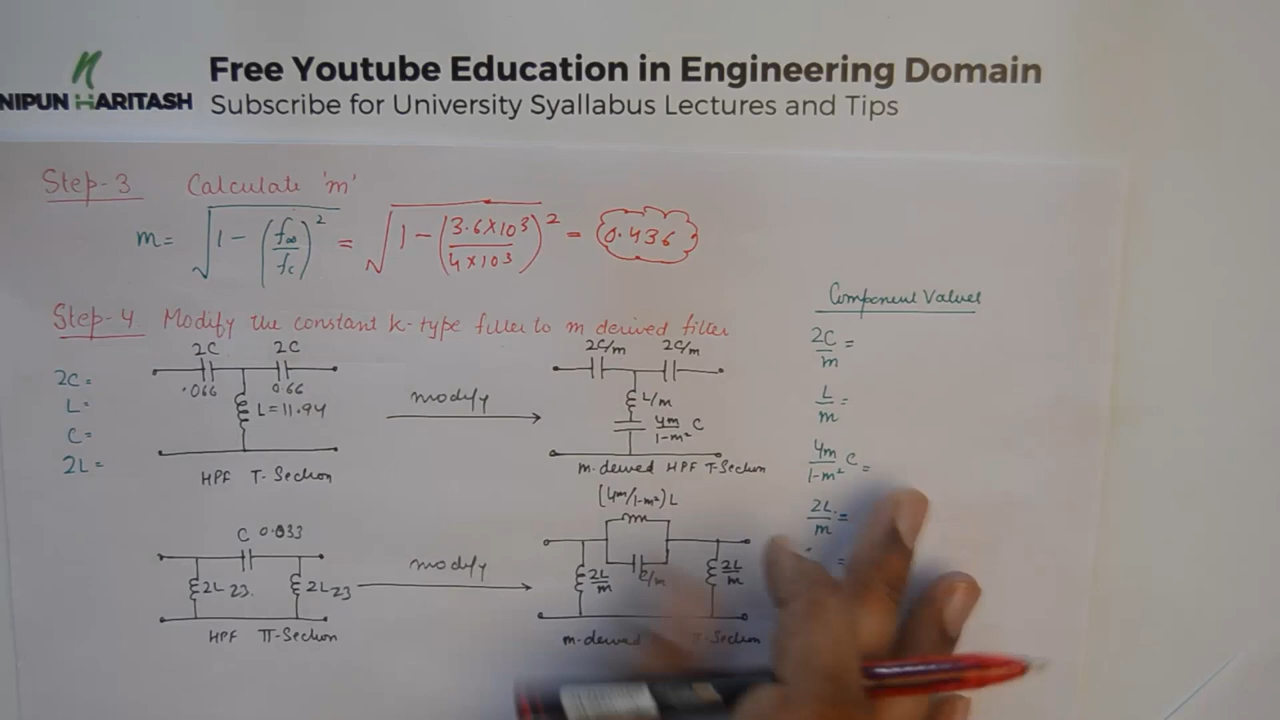 n
NIPUN HARITASH
Free Youtube Education in Engineering Domain
Subscribe for University Syallabus Lectures and Tips
Step-3 Calculate 'm'
m= √1-(f∞/fc)² = √1-(3.6×10³/4×10³)² = 0.436
Component Values
Step-4. Modify the constant k-type filter to m derived filter
2C 2C
.066 0.66
L=11.94
HPF T-Section
2C=
L=
C=
2L=
modify
2C/m 2C/m
L/m
4m/1-m² C
m-derived HPF T-Section
2C/m =
L/m =
4m/1-m² C =
2L/m =
=
C 0.033
2L 23. 2L 23
HPF π-Section
modify
(4m/1-m²)L
2L/m C/m 2L/m
m-derived π-Section